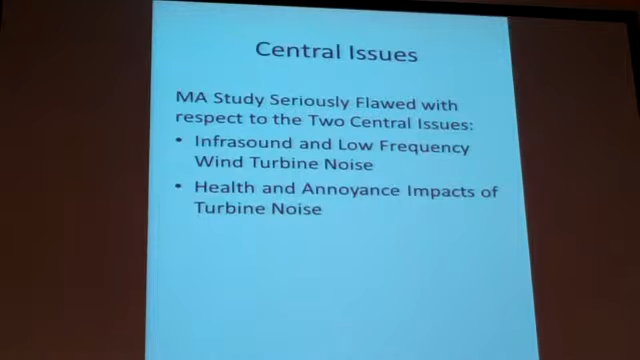 Central Issues
MA Study Seriously Flawed with
respect to the Two Central Issues:
• Infrasound and Low Frequency
Wind Turbine Noise
• Health and Annoyance Impacts of
Turbine Noise